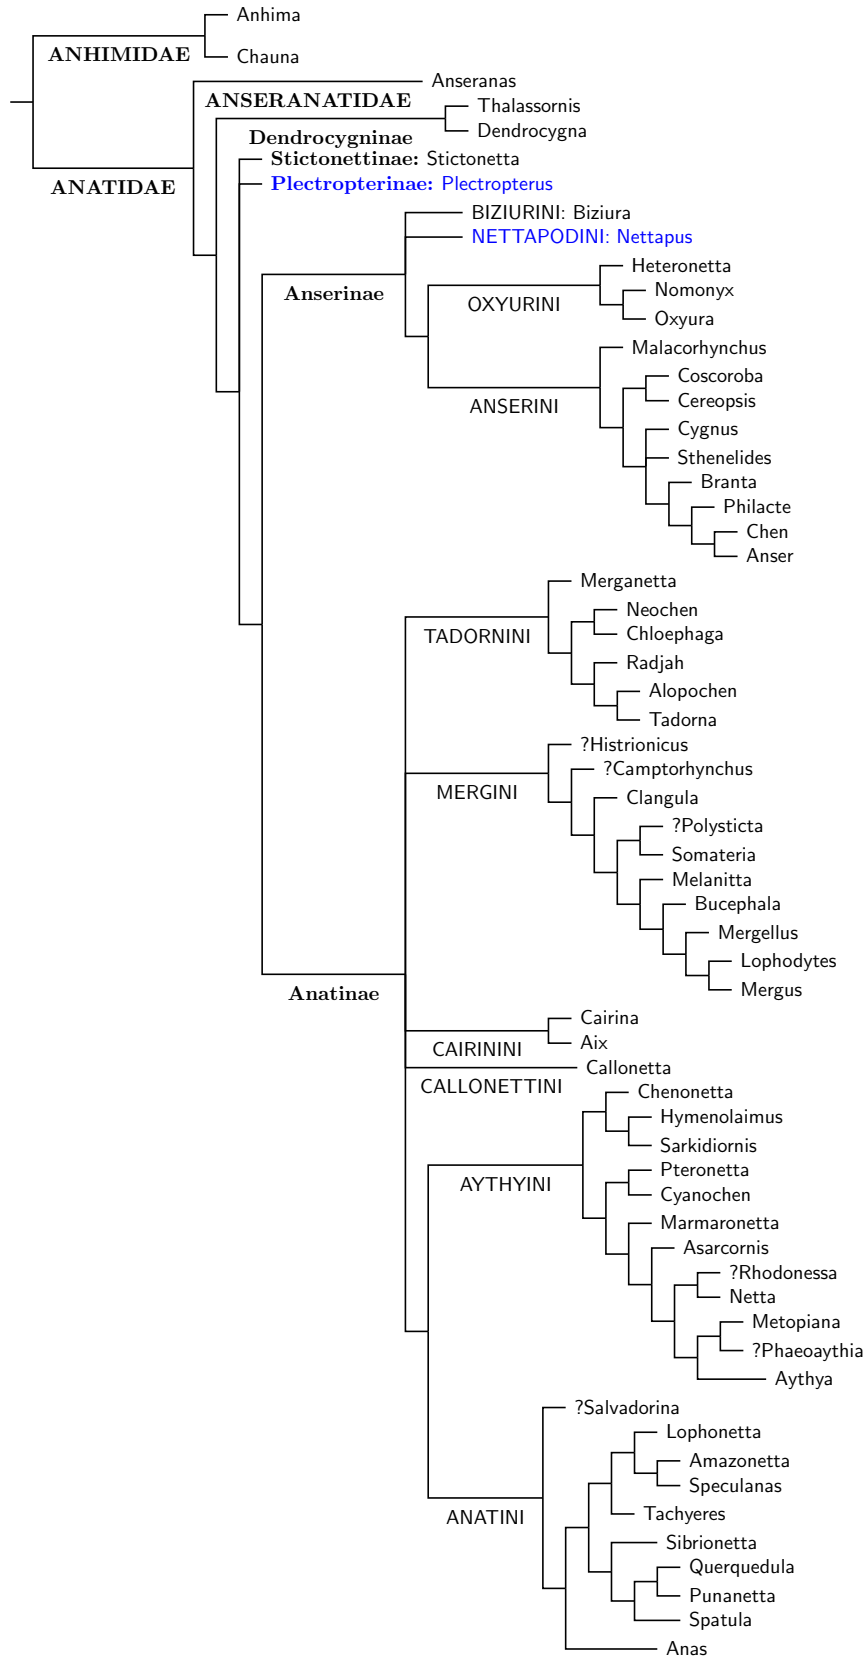 Anhima
ANHIMIDAE
Chauna
Anseranas
ANSERANATIDAE
Thalassornis
Dendrocygna
Dendrocygninae
Stictonettinae: Stictonetta
ANATIDAE
Plectropterinae: Plectropterus
BIZIURINI: Biziura
NETTAPODINI: Nettapus
Heteronetta
Anserinae
Nomonyx
OXYURINI
Oxyura
Malacorhynchus
Coscoroba
Cereopsis
ANSERINI
Cygnus
Sthenelides
Branta
Philacte
Chen
Anser
Merganetta
Neochen
TADORNINI
Chloephaga
Radjah
Alopochen
Tadorna
?Histrionicus
?Camptorhynchus
MERGINI
Clangula
?Polysticta
Somateria
Melanitta
Bucephala
Mergellus
Lophodytes
Anatinae
Mergus
Cairina
Aix
CAIRININI
Callonetta
CALLONETTINI
Chenonetta
Hymenolaimus
Sarkidiornis
Pteronetta
AYTHYINI
Cyanochen
Marmaronetta
Asarcornis
?Rhodonessa
Netta
Metopiana
?Phaeoaythia
Aythya
?Salvadorina
Lophonetta
Amazonetta
Speculanas
Tachyeres
ANATINI
Sibrionetta
Querquedula
Punanetta
Spatula
Anas